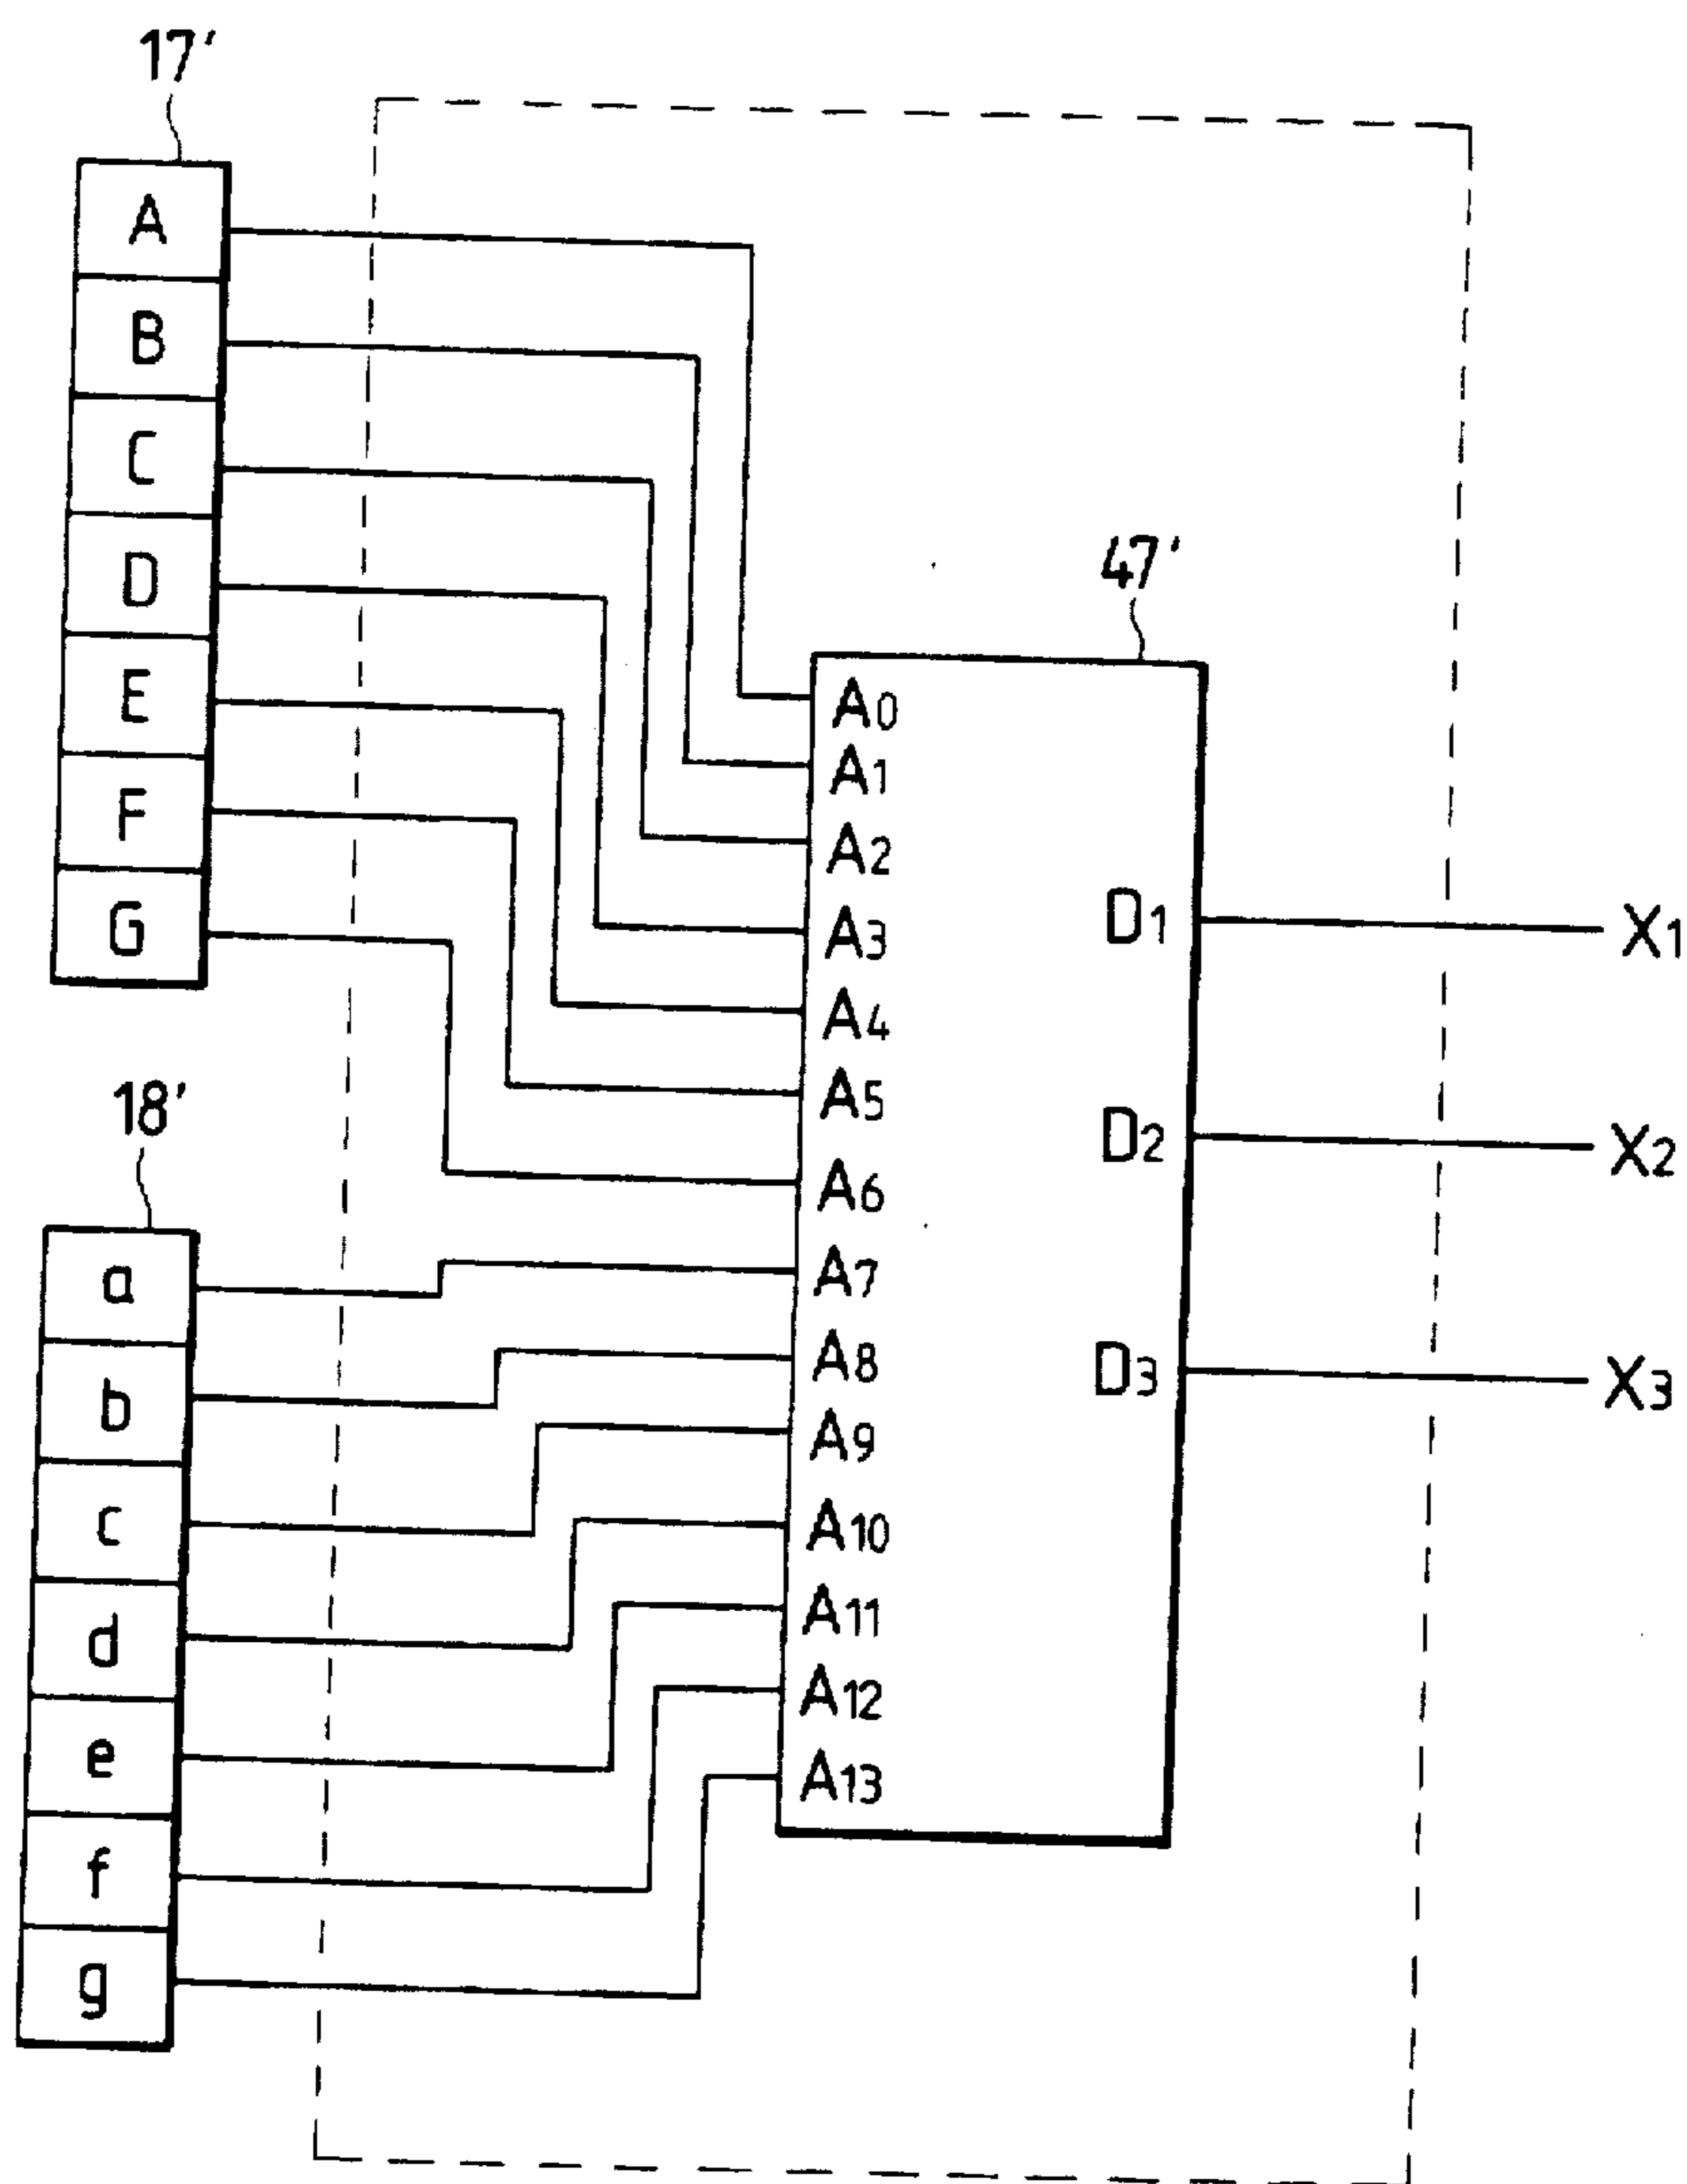 17'
A
B
C
D
E
F
G
18'
a
b
c
d
e
f
g
47'
A0
A1
A2
A3
A4
A5
A6
A7
A8
A9
A10
A11
A12
A13
D1
D2
D3
X1
X2
X3